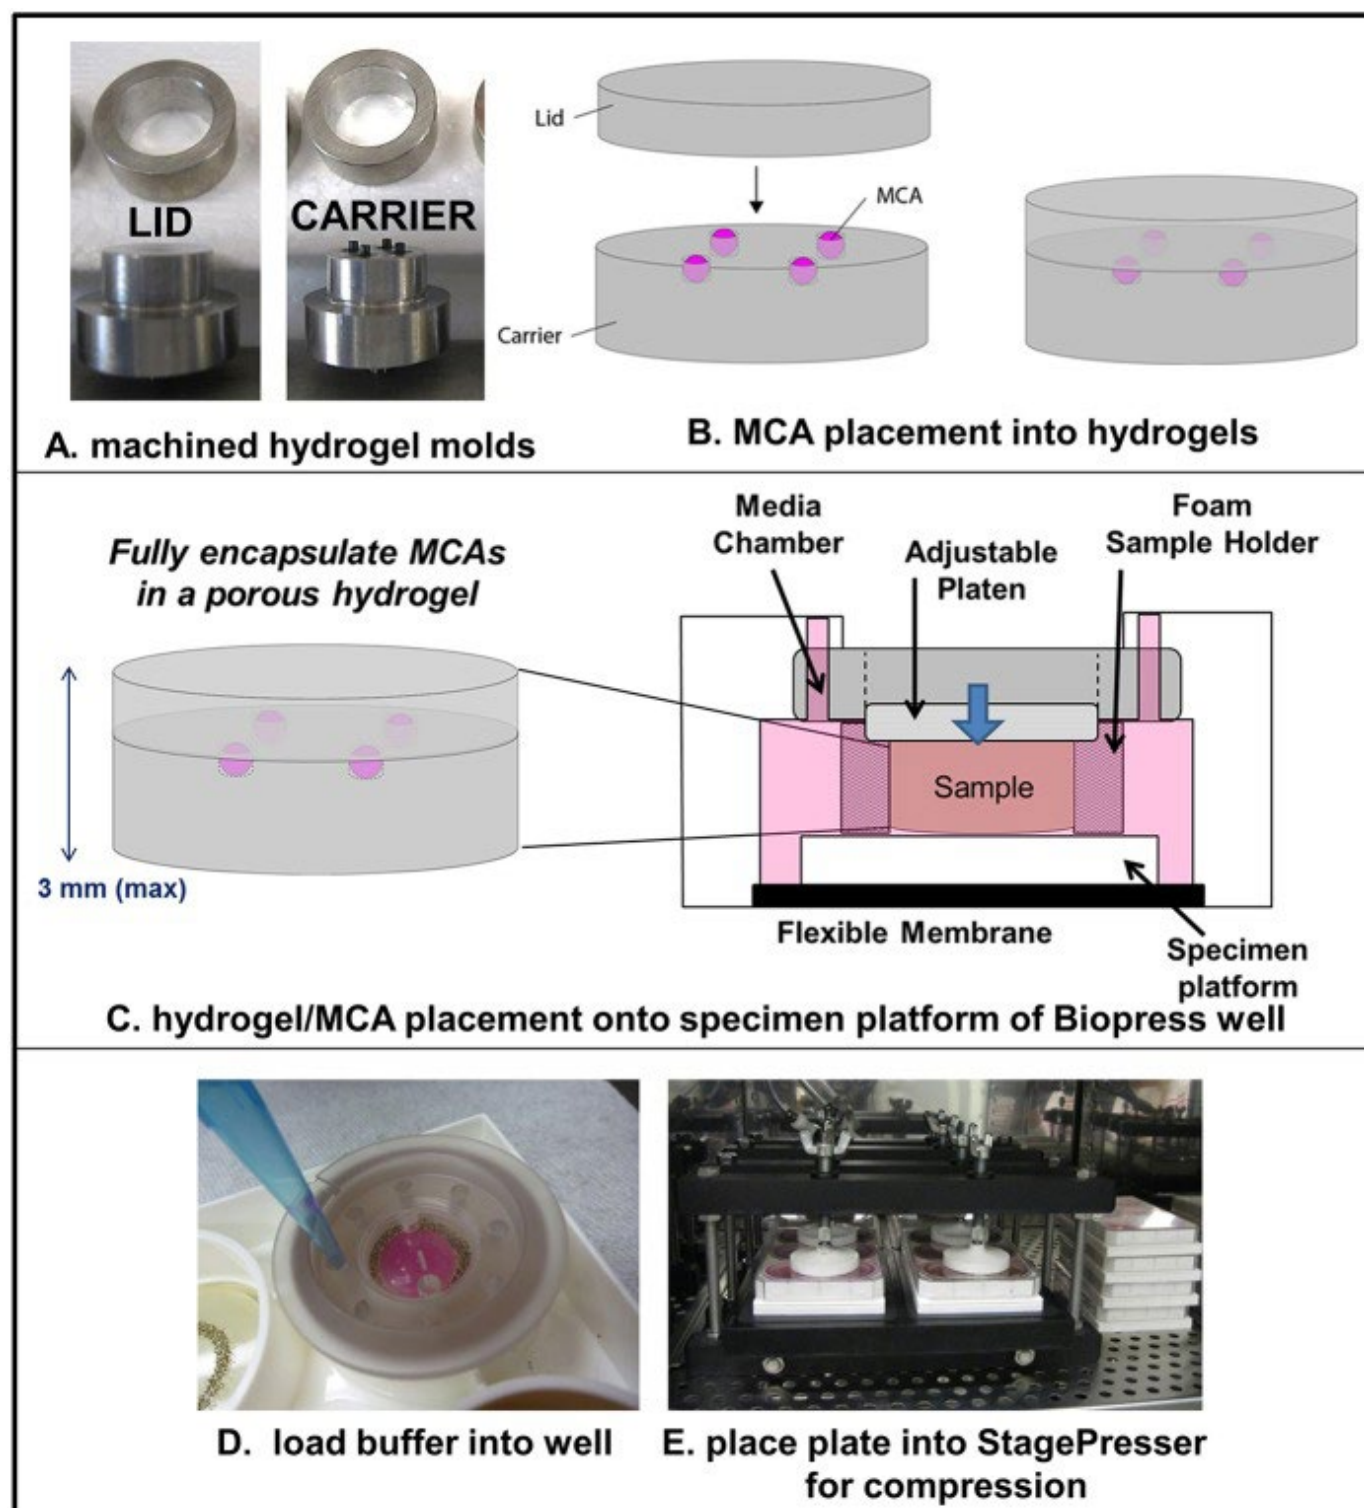 LID
CARRIER
Lid
MCA
Carrier
A. machined hydrogel molds
B. MCA placement into hydrogels
Fully encapsulate MCAs
in a porous hydrogel
3 mm (max)
Media
Chamber
Adjustable
Platen
Foam
Sample Holder
Sample
Flexible Membrane
Specimen
platform
C. hydrogel/MCA placement onto specimen platform of Biopress well
D. load buffer into well
E. place plate into StagePresser
for compression